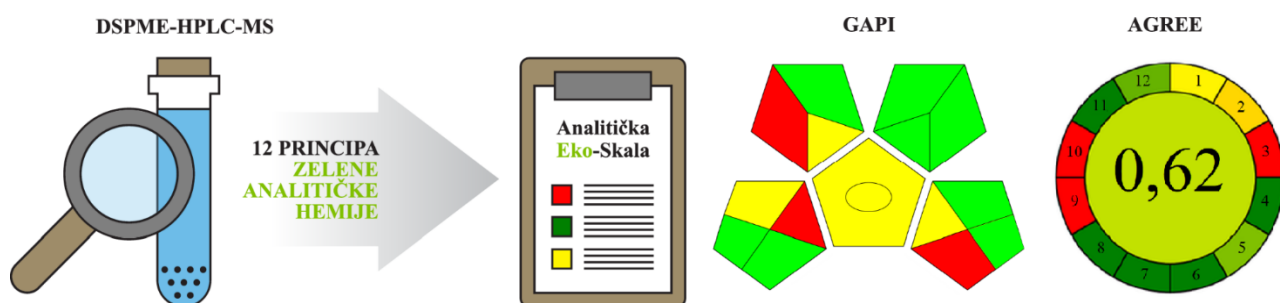 DSPME-HPLC-MS
12 PRINCIPA
ZELENE
ANALITIČKE
HEMIJE
Analitička
Eko-Skala
GAPI
AGREE
1
2
3
4
5
6
7
8
9
10
11
12
0,62